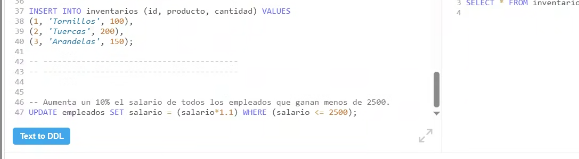 36
37 INSERT INTO inventarios (id, producto, cantidad) VALUES
38 (1, 'Tornillos', 100),
39 (2, 'Tuercas', 200),
40 (3, 'Arandelas', 150);
41
42 -- ---------------------------------------
43 -- ---------------------------------------
44
45
46 -- Aumenta un 10% el salario de todos los empleados que ganan menos de 2500.
47 UPDATE empleados SET salario = (salario*1.1) WHERE (salario <= 2500);
Text to DDL
3 SELECT * FROM inventario
4